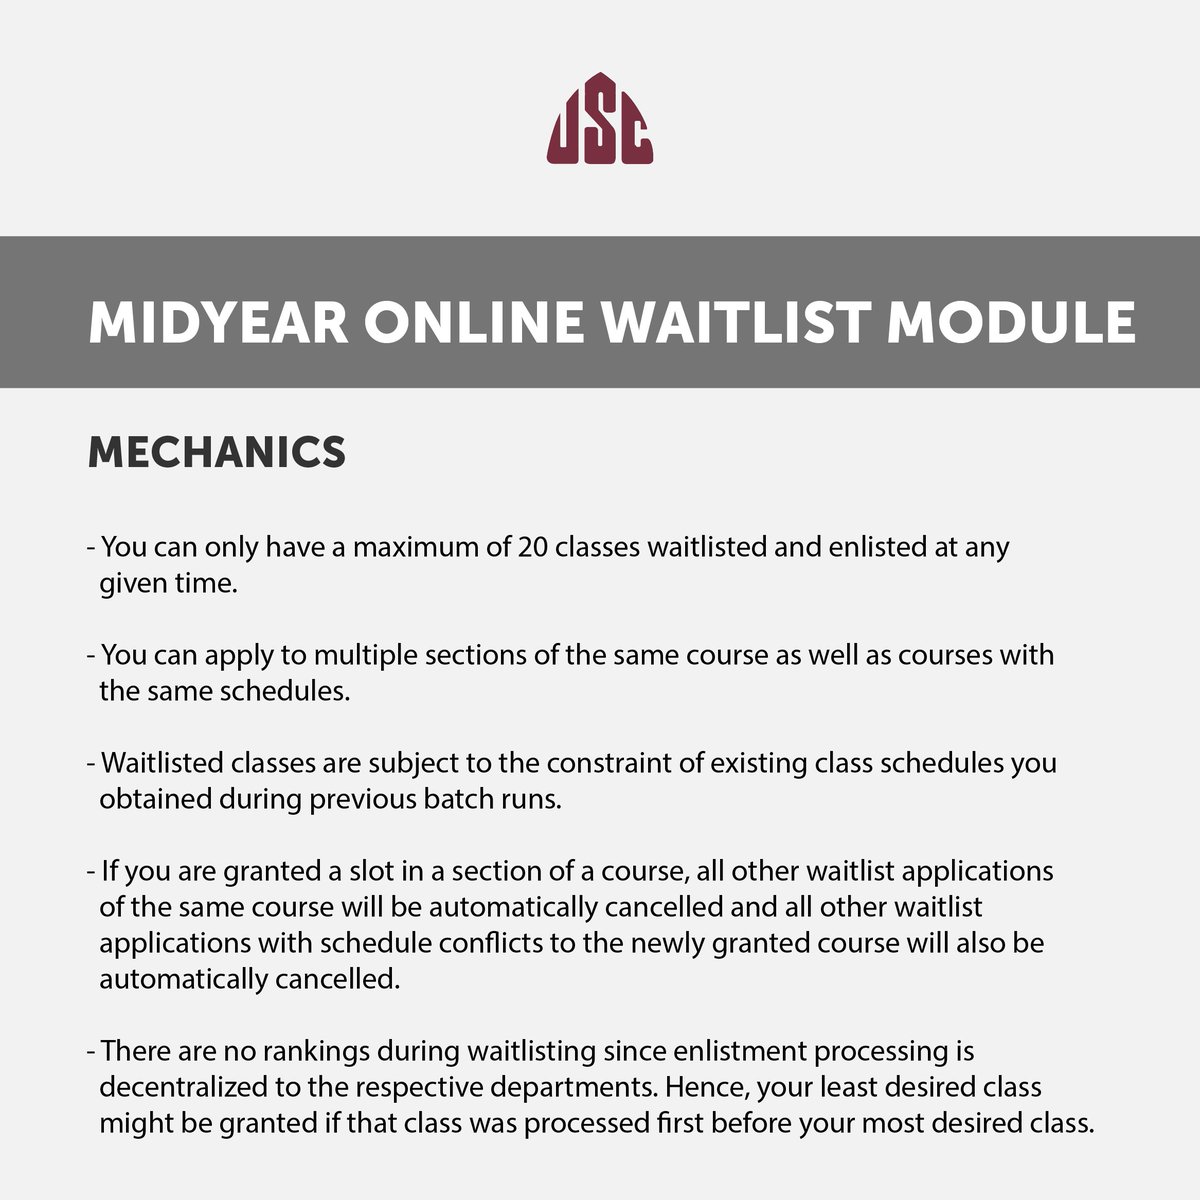 USC
MIDYEAR ONLINE WAITLIST MODULE
MECHANICS
- You can only have a maximum of 20 classes waitlisted and enlisted at any
given time.
- You can apply to multiple sections of the same course as well as courses with
the same schedules.
- Waitlisted classes are subject to the constraint of existing class schedules you
obtained during previous batch runs.
- If you are granted a slot in a section of a course, all other waitlist applications
of the same course will be automatically cancelled and all other waitlist
applications with schedule conflicts to the newly granted course will also be
automatically cancelled.
- There are no rankings during waitlisting since enlistment processing is
decentralized to the respective departments. Hence, your least desired class
might be granted if that class was processed first before your most desired class.